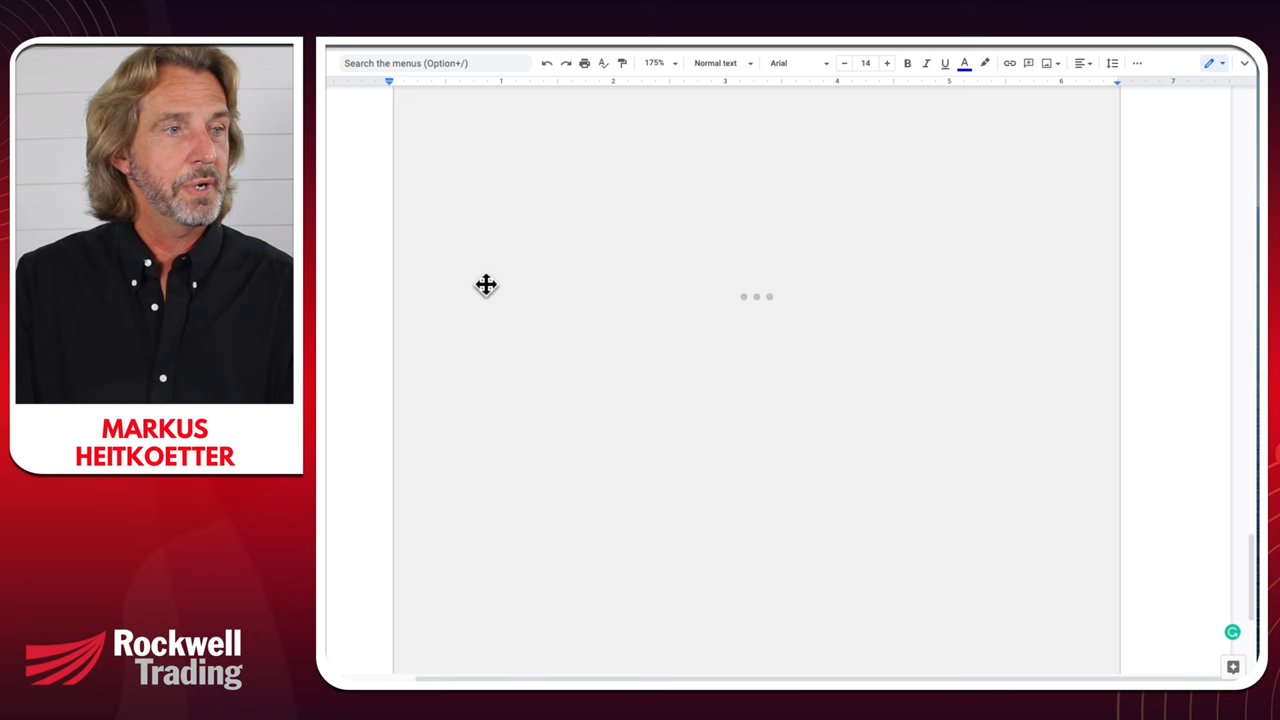 Search the menus (Option+/)
175%
Normal text
Arial
14
B I U A
1 2 3 4 5 6 7
MARKUS
HEITKOETTER
Rockwell
Trading